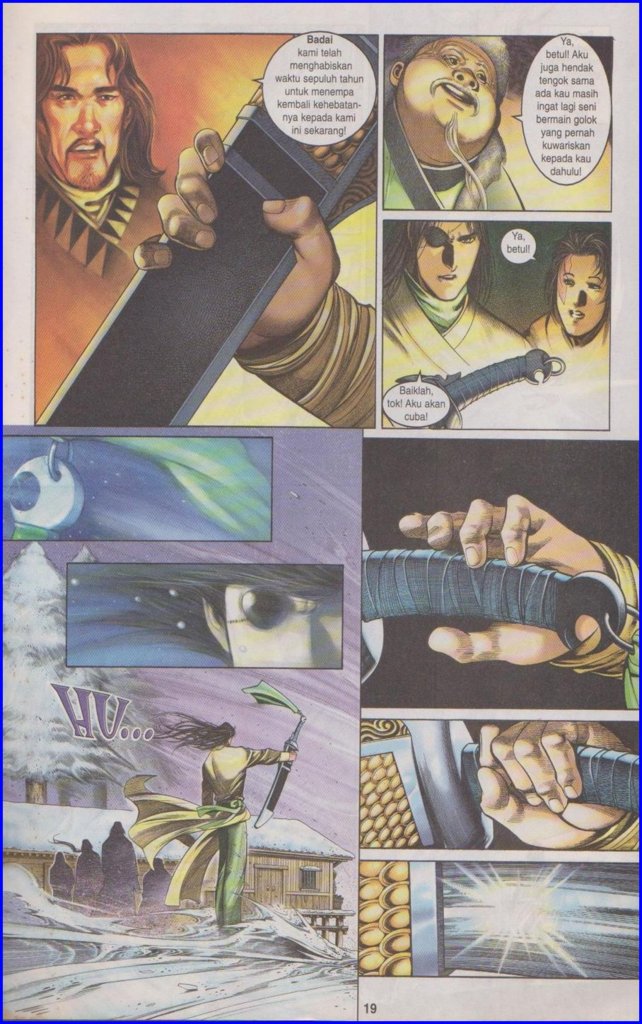 Badai
kami telah
menghabiskan
waktu sepuluh tahun
untuk menempa
kembali kehebatan-
nya kepada kami
ini sekarang!
Ya,
betul! Aku
juga hendak
tengok sama
ada kau masih
ingat lagi seni
bermain golok
yang pernah
kuwariskan
kepada kau
dahulu!
Ya,
betul!
Baiklah,
tok! Aku akan
cuba!
HU...
19